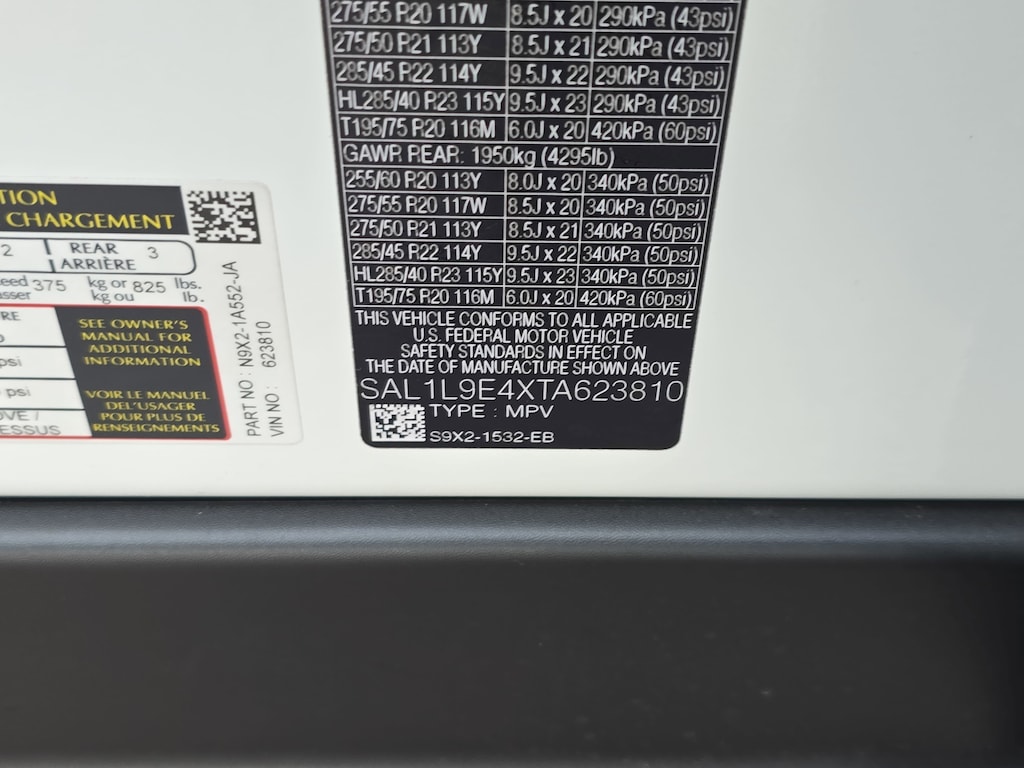 275/55 R20 117W 8.5J x 20 290kPa (43psi)
275/50 R21 113Y 8.5J x 21 290kPa (43psi)
285/45 R22 114Y 9.5J x 22 290kPa (43psi)
HL285/40 R23 115Y 9.5J x 23 290kPa (43psi)
T195/75 R20 116M 6.0J x 20 420kPa (60psi)
GAWR REAR: 1950kg (4295lb)
255/60 R20 113Y 8.0J x 20 340kPa (50psi)
275/55 R20 117W 8.5J x 20 340kPa (50psi)
275/50 R21 113Y 8.5J x 21 340kPa (50psi)
285/45 R22 114Y 9.5J x 22 340kPa (50psi)
HL285/40 R23 115Y 9.5J x 23 340kPa (50psi)
T195/75 R20 116M 6.0J x 20 420kPa (60psi)
THIS VEHICLE CONFORMS TO ALL APPLICABLE
U.S. FEDERAL MOTOR VEHICLE
SAFETY STANDARDS IN EFFECT ON
THE DATE OF MANUFACTURE SHOWN ABOVE
SAL1L9E4XTA623810
TYPE : MPV
S9X2-1532-EB
TION
CHARGEMENT
2 REAR 3
ARRIÈRE
eed 375 kg or 825 lbs.
sser kg ou lb.
RE
psi
psi
OVE /
ESSUS
SEE OWNER'S
MANUAL FOR
ADDITIONAL
INFORMATION
VOIR LE MANUEL
DEL'USAGER
POUR PLUS DE
RENSEIGNEMENTS
PART NO : N9X2-1A552-JA
VIN NO : 623810